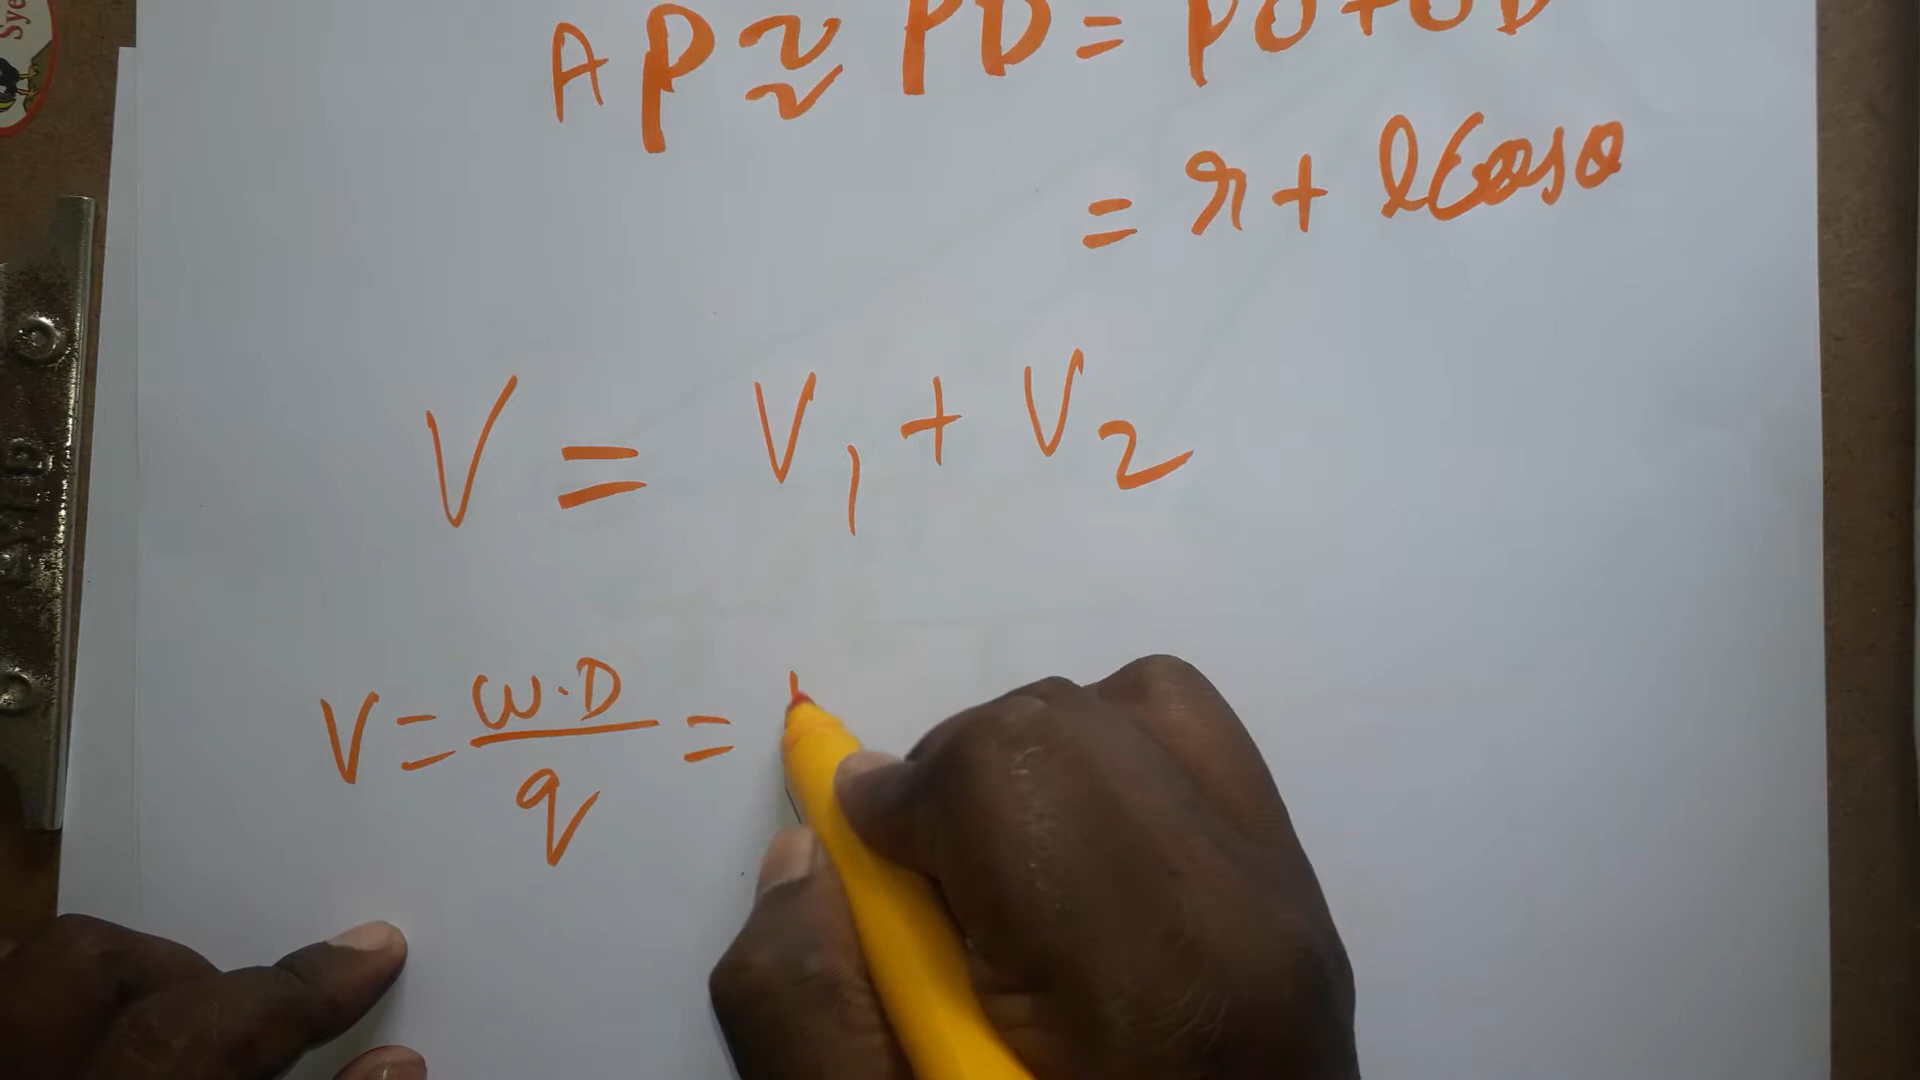 AP ≈ PD = PO + OD
= r + l Cos θ
V = V₁ + V₂
V = W.D / q =